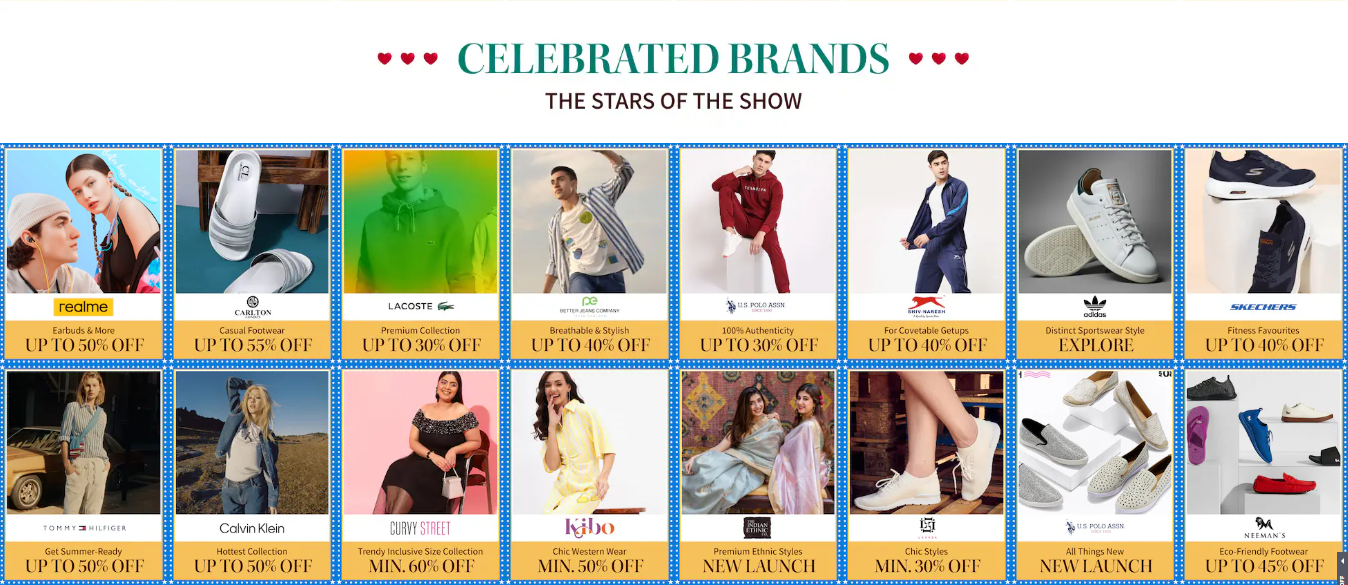 CELEBRATED BRANDS
THE STARS OF THE SHOW
realme
Earbuds & More
UP TO 50% OFF
CARLTON
LONDON
Casual Footwear
UP TO 55% OFF
LACOSTE
Premium Collection
UP TO 30% OFF
BETTER JEANS COMPANY
Breathable & Stylish
UP TO 40% OFF
U.S. POLO ASSN.
SINCE 1890
100% Authenticity
UP TO 30% OFF
SHIV-NARESH
For Covetable Getups
UP TO 40% OFF
adidas
Distinct Sportswear Style
EXPLORE
SKECHERS
Fitness Favourites
UP TO 40% OFF
TOMMY HILFIGER
Get Summer-Ready
UP TO 50% OFF
Calvin Klein
Hottest Collection
UP TO 50% OFF
CURVY STREET
Trendy Inclusive Size Collection
MIN. 60% OFF
Kibo
Chic Western Wear
MIN. 50% OFF
THE
INDIAN
ETHNIC
CO.
Premium Ethnic Styles
NEW LAUNCH
Chic Styles
MIN. 30% OFF
U.S. POLO ASSN.
SINCE 1890
All Things New
NEW LAUNCH
NEEMAN'S
Eco-Friendly Footwear
UP TO 45% OFF